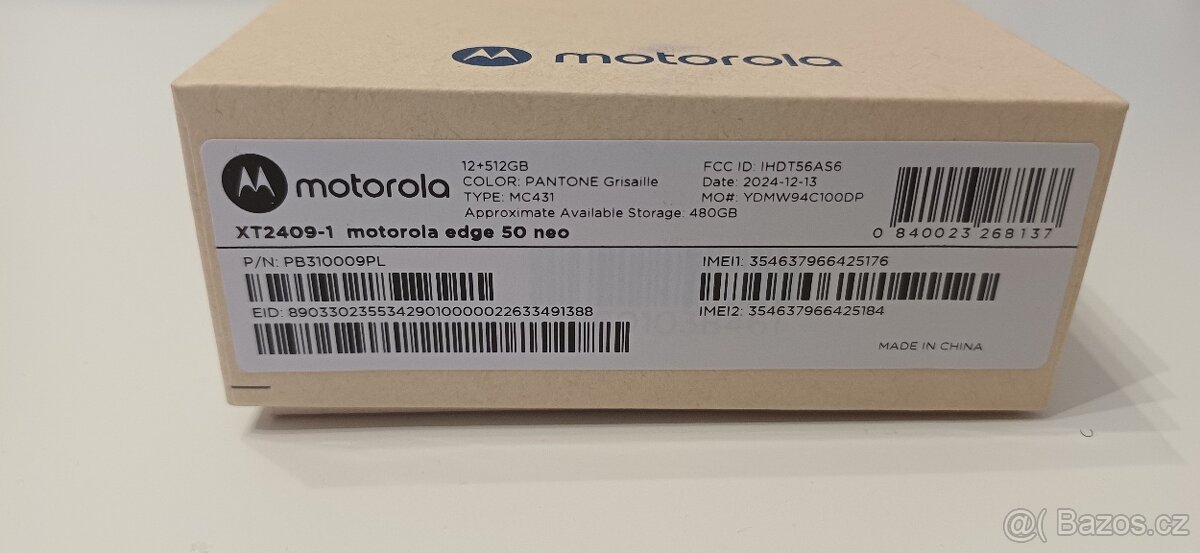 motorola
motorola
12+512GB
COLOR: PANTONE Grisaille
TYPE: MC431
Approximate Available Storage: 480GB
FCC ID: IHDT56AS6
Date: 2024-12-13
MO#: YDMW94C100DP
0 840023 268137
XT2409-1 motorola edge 50 neo
P/N: PB310009PL
EID: 89033023553429010000022633491388
IMEI1: 354637966425176
IMEI2: 354637966425184
MADE IN CHINA
@( Bazos.cz